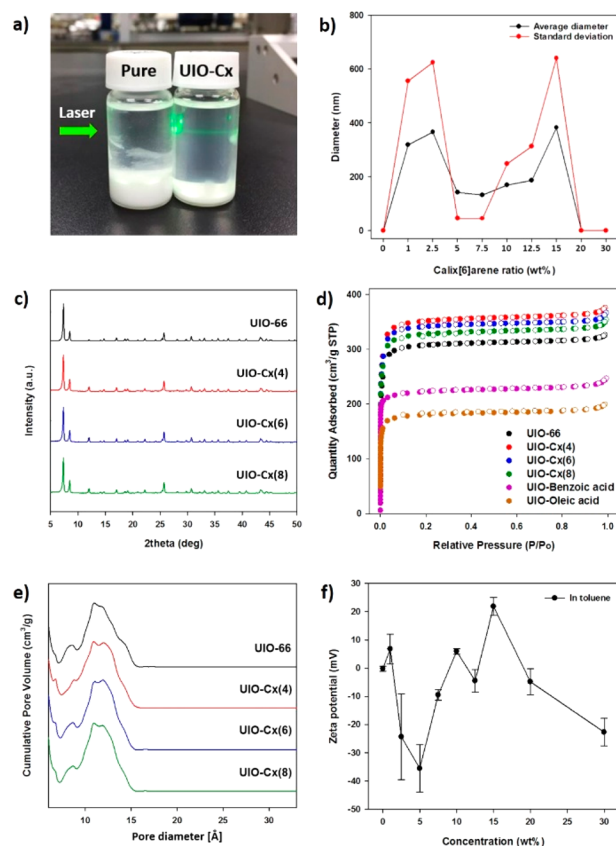 a)
Pure
UIO-Cx
Laser
b)
Average diameter
Standard deviation
Diameter (nm)
800
600
400
200
0
0 1 2.5 5 7.5 10 12.5 15 20 30
Calix[6]arene ratio (wt%)
c)
Intensity (a.u.)
UIO-66
UIO-Cx(4)
UIO-Cx(6)
UIO-Cx(8)
5 10 15 20 25 30 35 40 45 50
2theta (deg)
d)
Quantity Adsorbed (cm³/g STP)
400
300
200
100
0
UIO-66
UIO-Cx(4)
UIO-Cx(6)
UIO-Cx(8)
UIO-Benzoic acid
UIO-Oleic acid
0.0 0.2 0.4 0.6 0.8 1.0
Relative Pressure (P/Po)
e)
Cumulative Pore Volume (cm³/g)
UIO-66
UIO-Cx(4)
UIO-Cx(6)
UIO-Cx(8)
10 15 20 25 30
Pore diameter [Å]
f)
In toluene
Zeta potential (mV)
30
20
10
0
-10
-20
-30
-40
-50
0 5 10 15 20 25 30
Concentration (wt%)